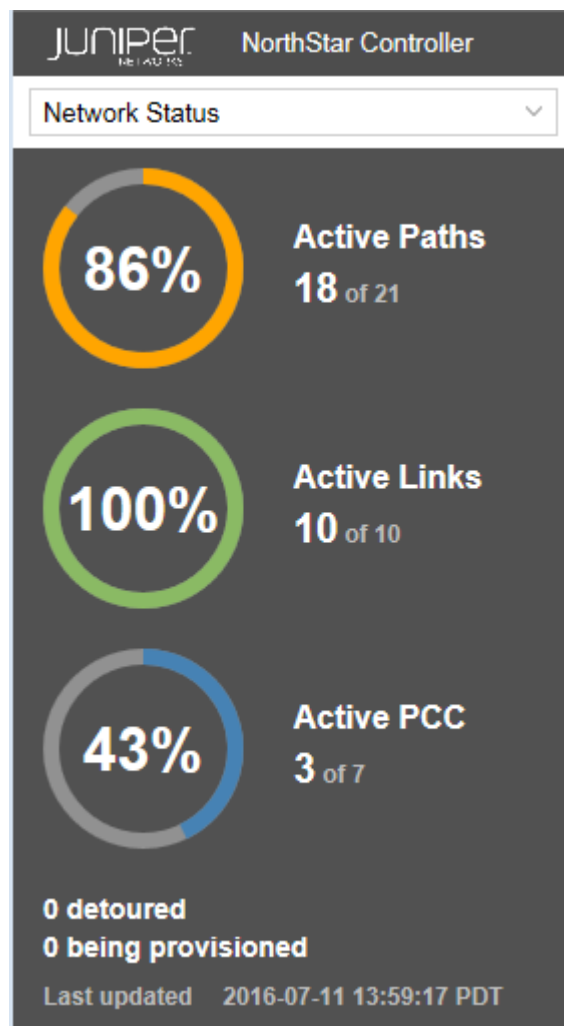 JUNIPEr
NETWORKS
NorthStar Controller
Network Status
86%
Active Paths
18 of 21
100%
Active Links
10 of 10
43%
Active PCC
3 of 7
0 detoured
0 being provisioned
Last updated 2016-07-11 13:59:17 PDT